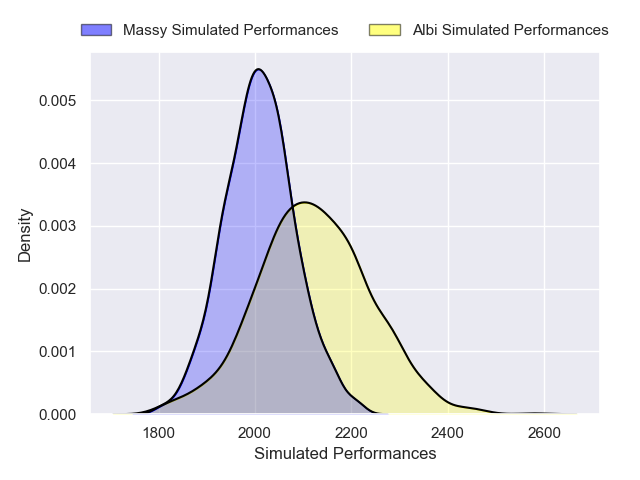 Massy Simulated Performances Albi Simulated Performances
0.005
0.004
0.003
0.002
0.001
0.000
Density
1800 2000 2200 2400 2600
Simulated Performances